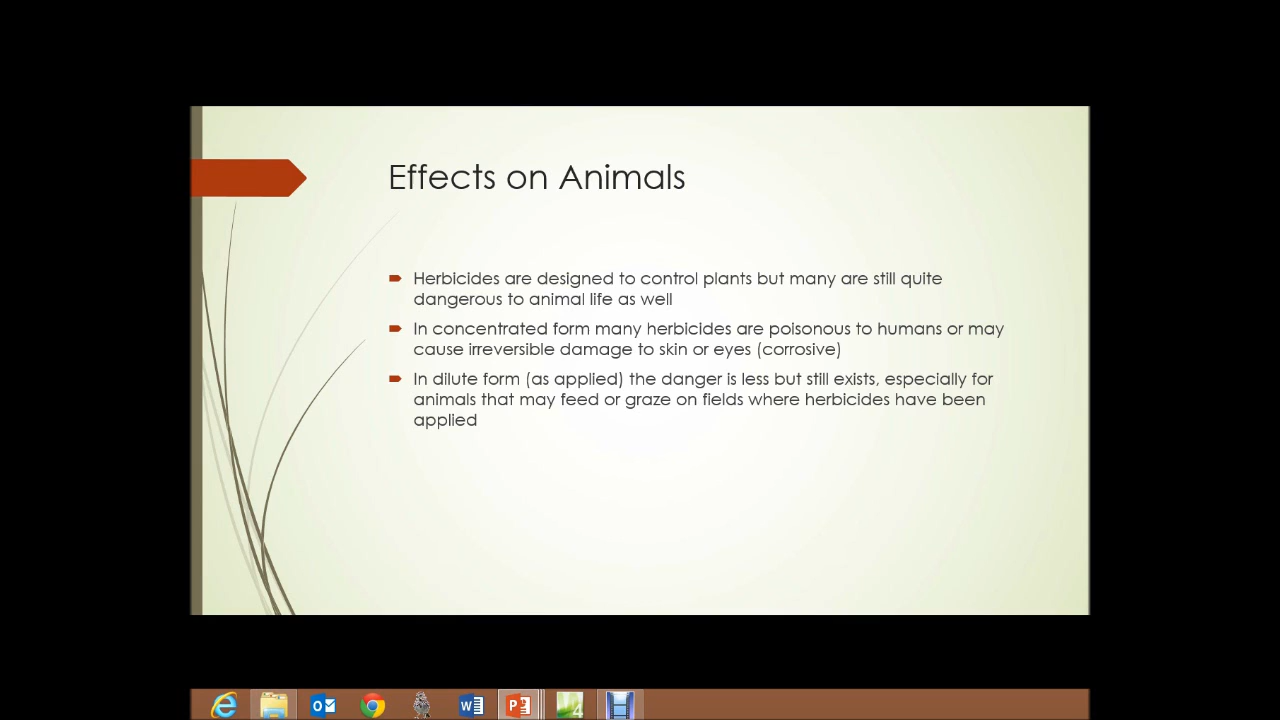 Effects on Animals
Herbicides are designed to control plants but many are still quite
dangerous to animal life as well
In concentrated form many herbicides are poisonous to humans or may
cause irreversible damage to skin or eyes (corrosive)
In dilute form (as applied) the danger is less but still exists, especially for
animals that may feed or graze on fields where herbicides have been
applied